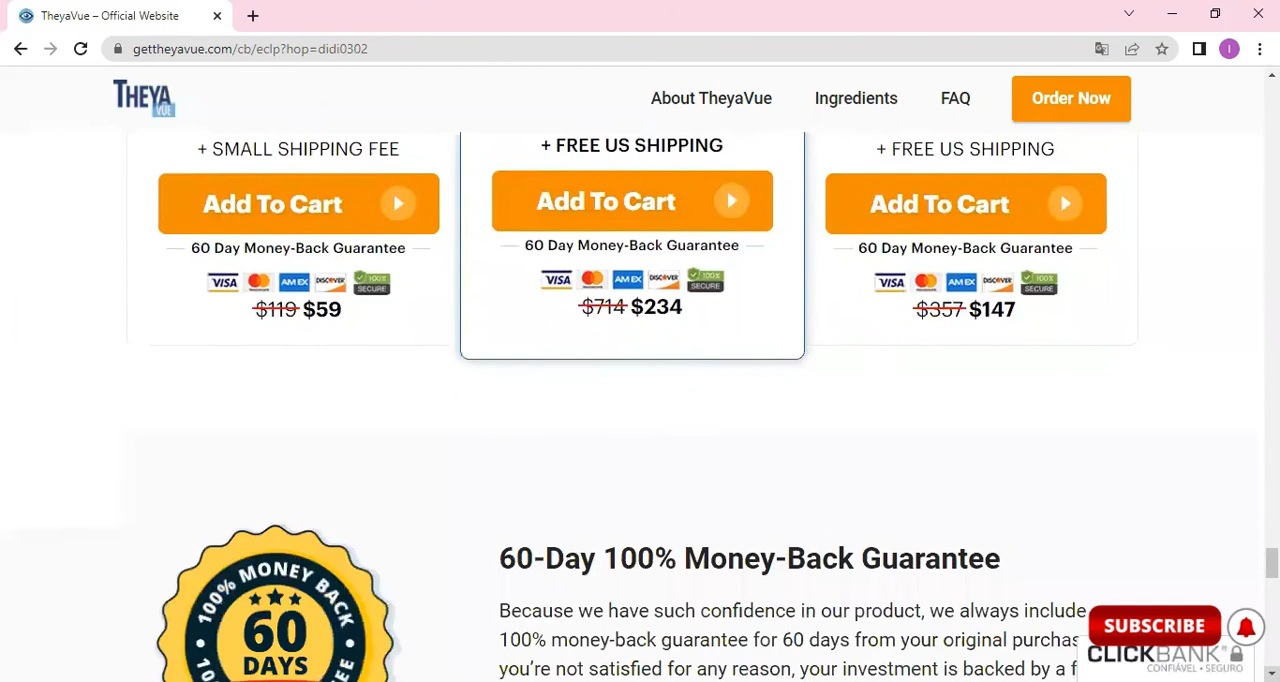 TheyaVue – Official Website
gettheyavue.com/cb/eclp?hop=didi0302
I
THEYA
VUE
About TheyaVue
Ingredients
FAQ
Order Now
+ SMALL SHIPPING FEE
Add To Cart
60 Day Money-Back Guarantee
VISA
AM EX
DISCOVER
100%
SECURE
$119 $59
+ FREE US SHIPPING
Add To Cart
60 Day Money-Back Guarantee
VISA
AM EX
DISCOVER
100%
SECURE
$714 $234
+ FREE US SHIPPING
Add To Cart
60 Day Money-Back Guarantee
VISA
AM EX
DISCOVER
100%
SECURE
$357 $147
100% MONEY BACK
60
DAYS
60-Day 100% Money-Back Guarantee
Because we have such confidence in our product, we always include
100% money-back guarantee for 60 days from your original purchas
you're not satisfied for any reason, your investment is backed by a f
SUBSCRIBE
CLICKBANK®
CONFIÁVEL • SEGURO